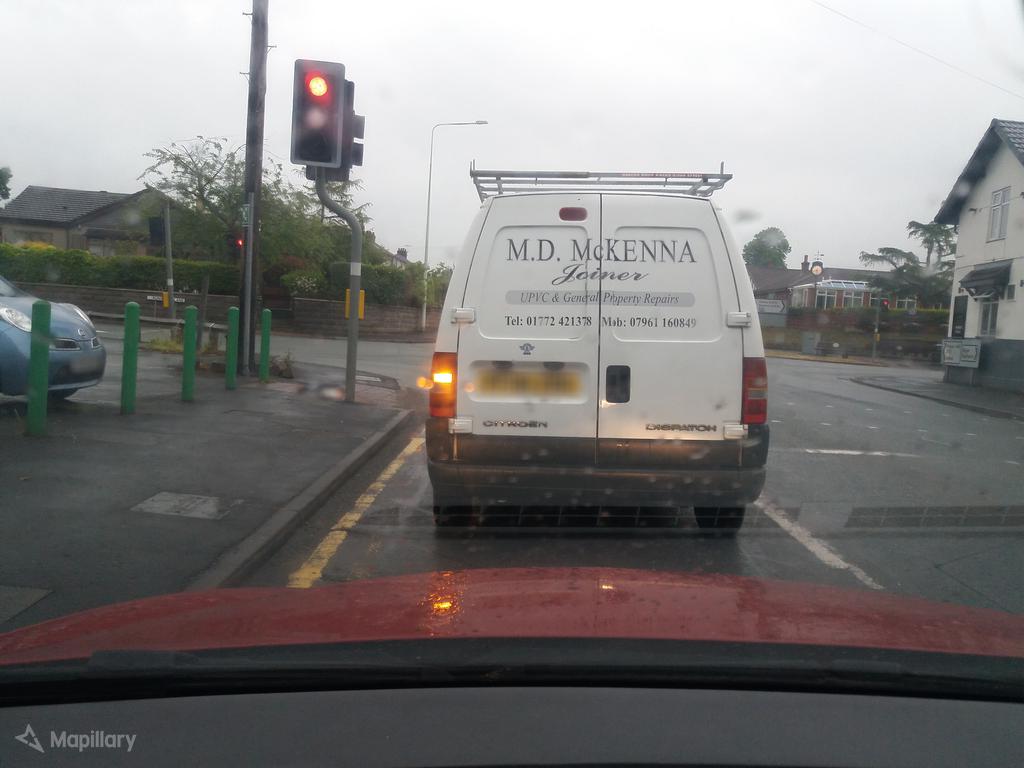 M.D. McKENNA
Joiner
UPVC & General Property Repairs
Tel: 01772 421378 Mob: 07961 160849
CITROËN DISPATCH
Mapillary